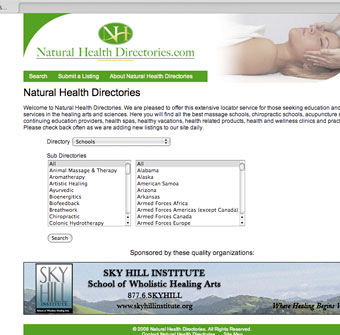 NH
Natural Health Directories.com
Search Submit a Listing About Natural Health Directories
Natural Health Directories
Welcome to Natural Health Directories. We are pleased to offer this extensive locator service for those seeking education and
services in the healing arts and sciences. Here you will find all the best massage schools, chiropractic schools, acupuncture
continuing education providers, health spas, healthy vacations, health related products, health and wellness clinics and
Please check back often as we are adding new listings to our site daily.
Directory Schools
Sub Directories
All All
Animal Massage & Therapy Alabama
Aromatherapy Alaska
Artistic Healing American Samoa
Ayurvedic Arizona
Bioenergitics Arkansas
Biofeedback Armed Forces Africa
Breathwork Armed Forces Americas (except Canada)
Chiropractic Armed Forces Canada
Colonic Hydrotherapy Armed Forces Europe
Search
Sponsored by these quality organizations:
SKY HILL INSTITUTE
School of Wholistic Healing Arts
877.6 SKYHILL
www.skyhillinstitute.org
SKY
HILL
INSTITUTE
School of Wholistic Healing Arts
Where Healing Begins
© 2008 Natural Health Directories. All Rights Reserved.
Contact Natural Health Directories Site Map